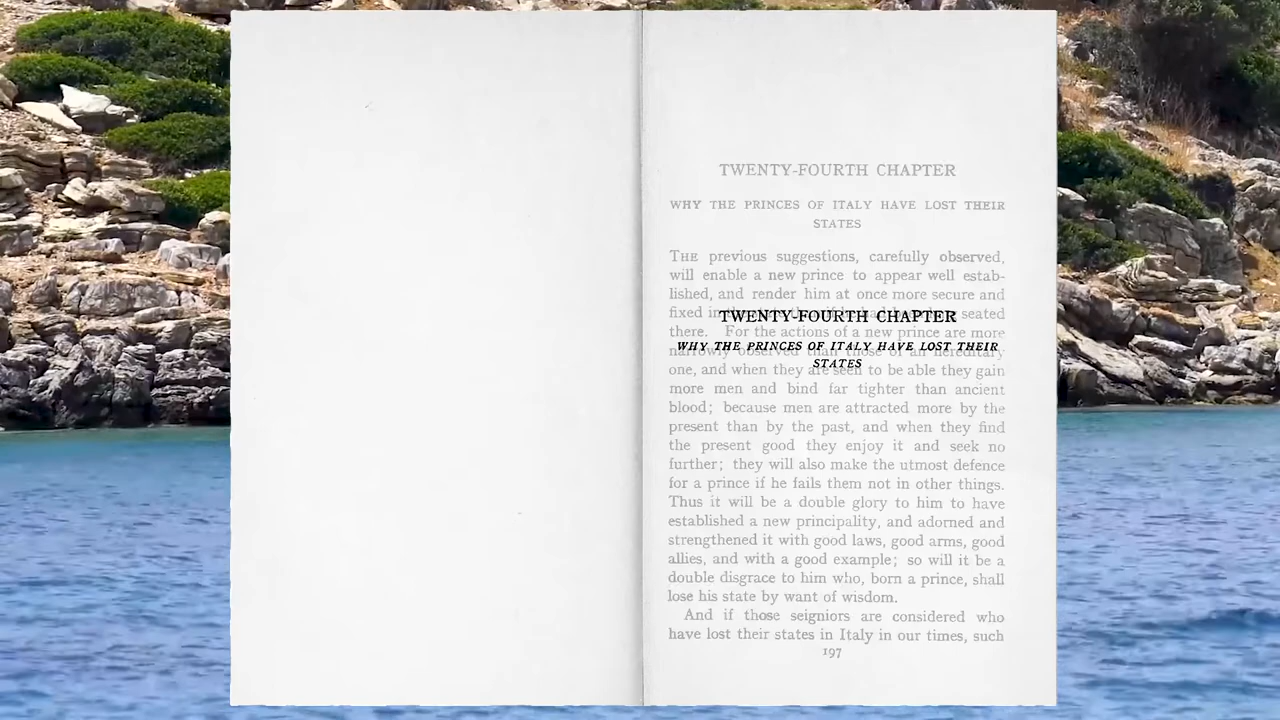 TWENTY-FOURTH CHAPTER
WHY THE PRINCES OF ITALY HAVE LOST THEIR
STATES
THE previous suggestions, carefully observed,
will enable a new prince to appear well estab-
lished, and render him at once more secure and
fixed in seated
TWENTY-FOURTH CHAPTER
there. For the actions of a new prince are more
WHY THE PRINCES OF ITALY HAVE LOST THEIR
narrowly observed than those of an hereditary
STATES
one, and when they are seen to be able they gain
more men and bind far tighter than ancient
blood; because men are attracted more by the
present than by the past, and when they find
the present good they enjoy it and seek no
further; they will also make the utmost defence
for a prince if he fails them not in other things.
Thus it will be a double glory to him to have
established a new principality, and adorned and
strengthened it with good laws, good arms, good
allies, and with a good example; so will it be a
double disgrace to him who, born a prince, shall
lose his state by want of wisdom.
And if those seigniors are considered who
have lost their states in Italy in our times, such
197